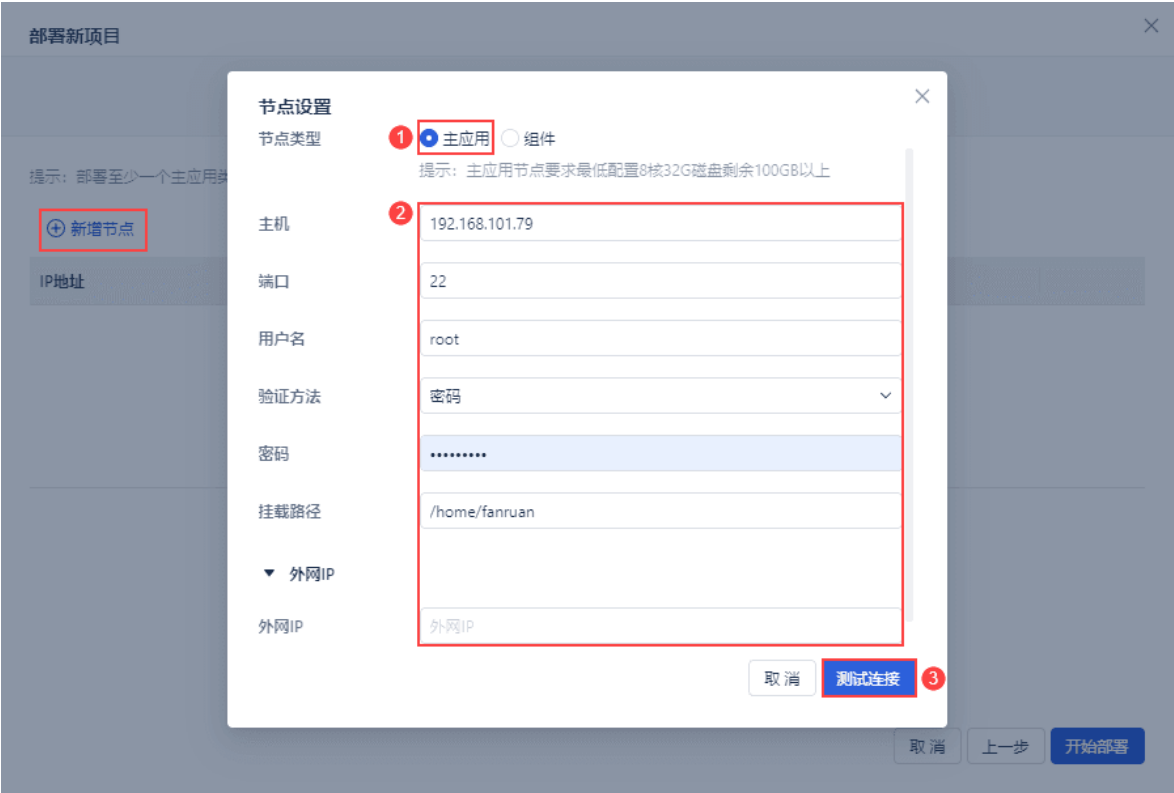 部署新项目
节点设置
节点类型
1
主应用
组件
提示：主应用节点要求最低配置8核32G磁盘剩余100GB以上
提示：部署至少一个主应用类
新增节点
2
主机
192.168.101.79
IP地址
端口
22
用户名
root
验证方法
密码
密码
•••••••••
挂载路径
/home/fanruan
外网IP
外网IP
外网IP
取消
测试连接
3
取消
上一步
开始部署